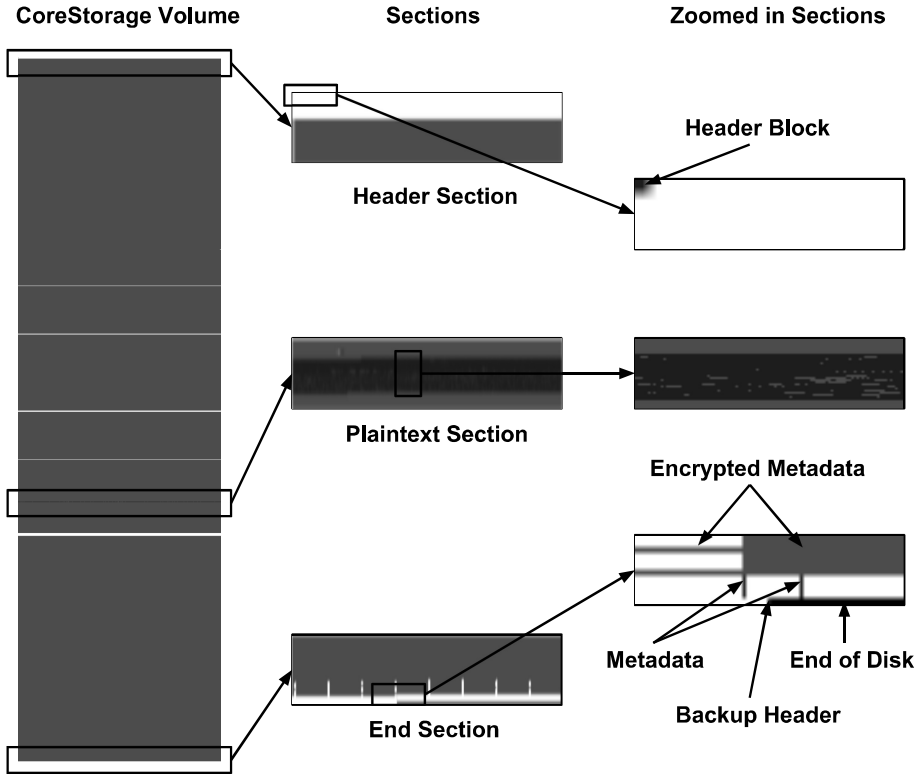 CoreStorage Volume
Sections
Zoomed in Sections
Header Block
Header Section
Plaintext Section
Encrypted Metadata
Metadata
End of Disk
Backup Header
End Section